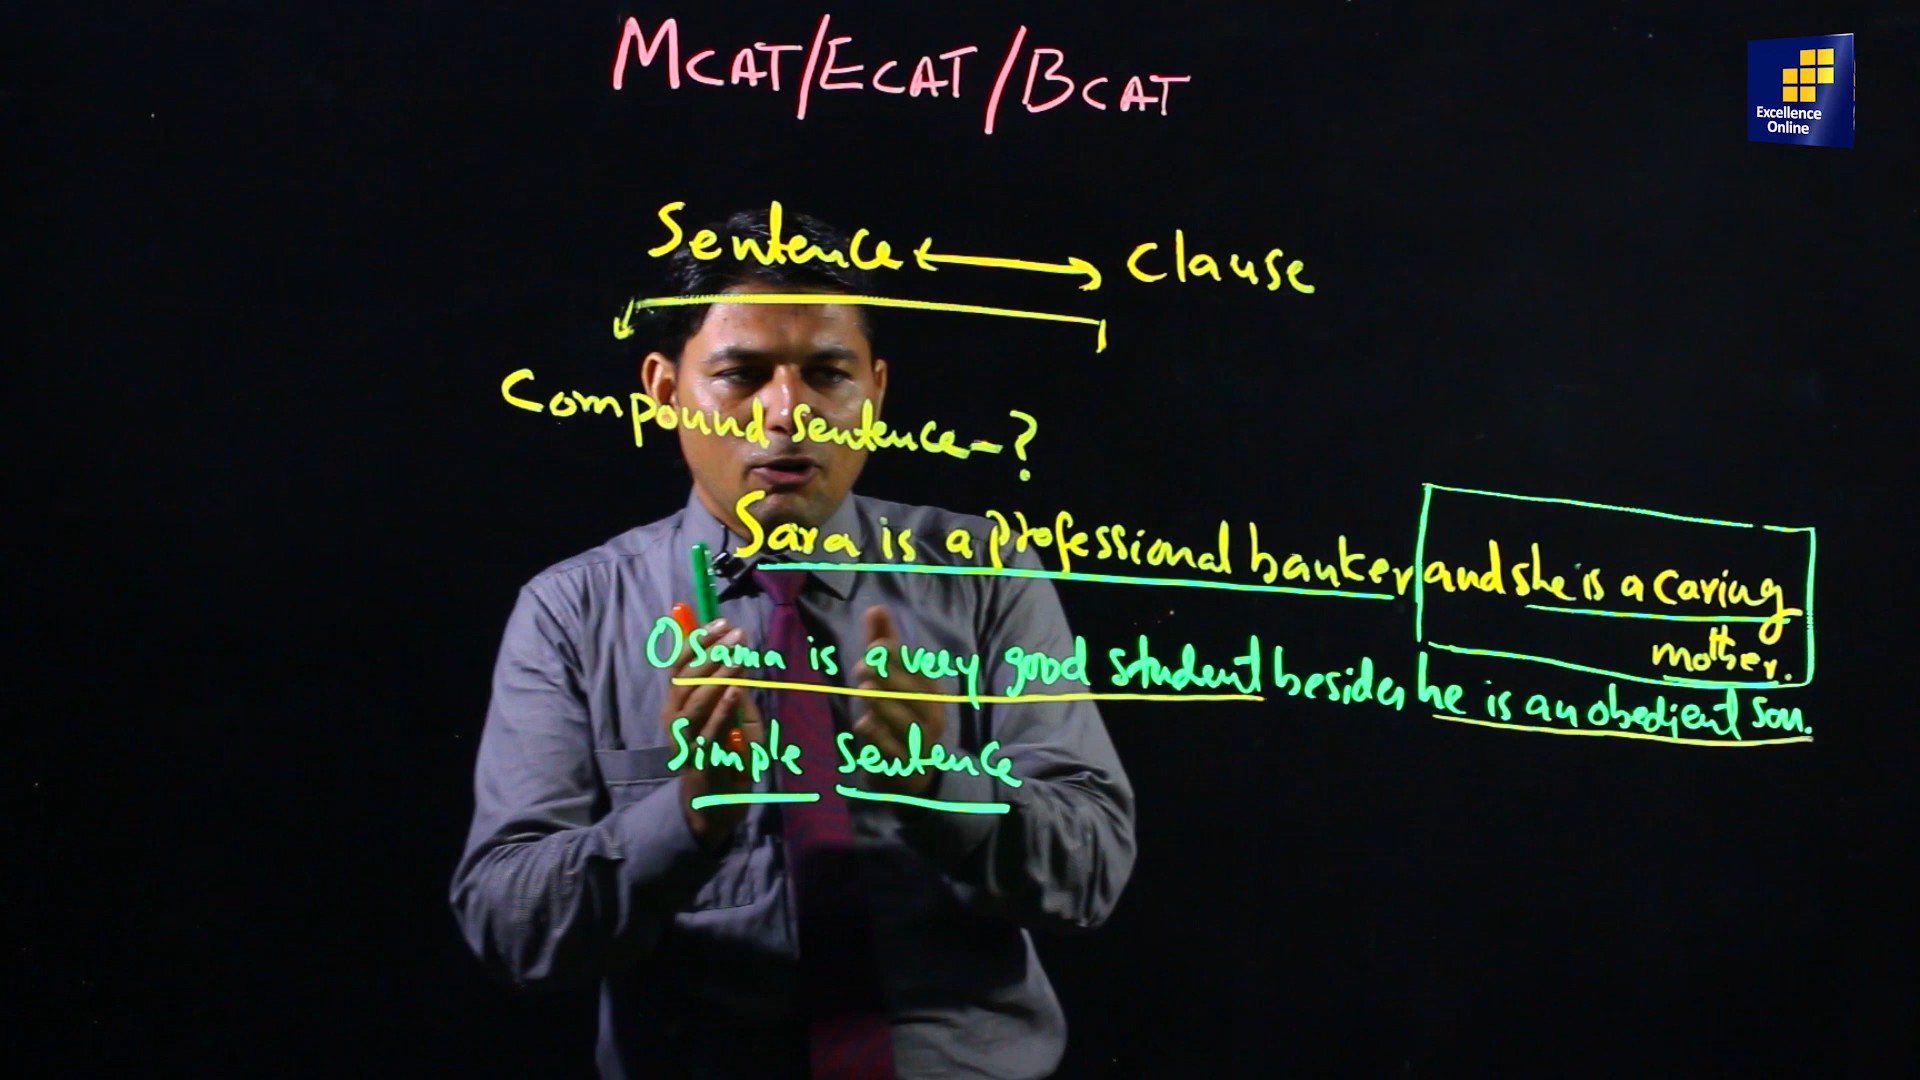 MCAT/ECAT/BCAT
Excellence
Online
Sentence ↔ Clause
Compound sentence - ?
Sara is a professional banker and she is a caring
mother.
Osama is a very good student besides he is an obedient son.
Simple sentence